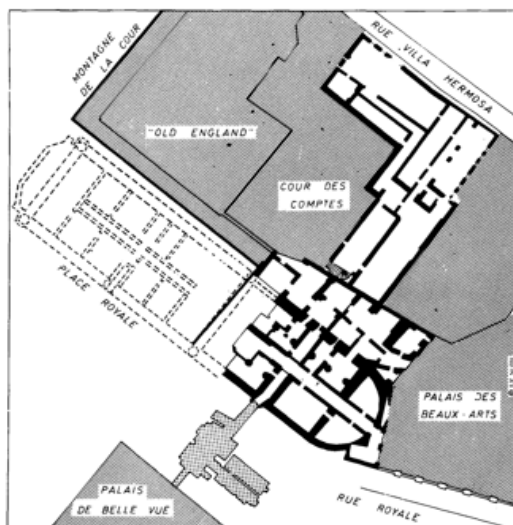 RUE VILLA
HERMOSA
MONTAGNE
DE LA COUR
"OLD ENGLAND"
COUR DES
COMPTES
PLACE ROYALE
PALAIS DES
BEAUX-ARTS
PALAIS
DE BELLE VUE
RUE ROYALE